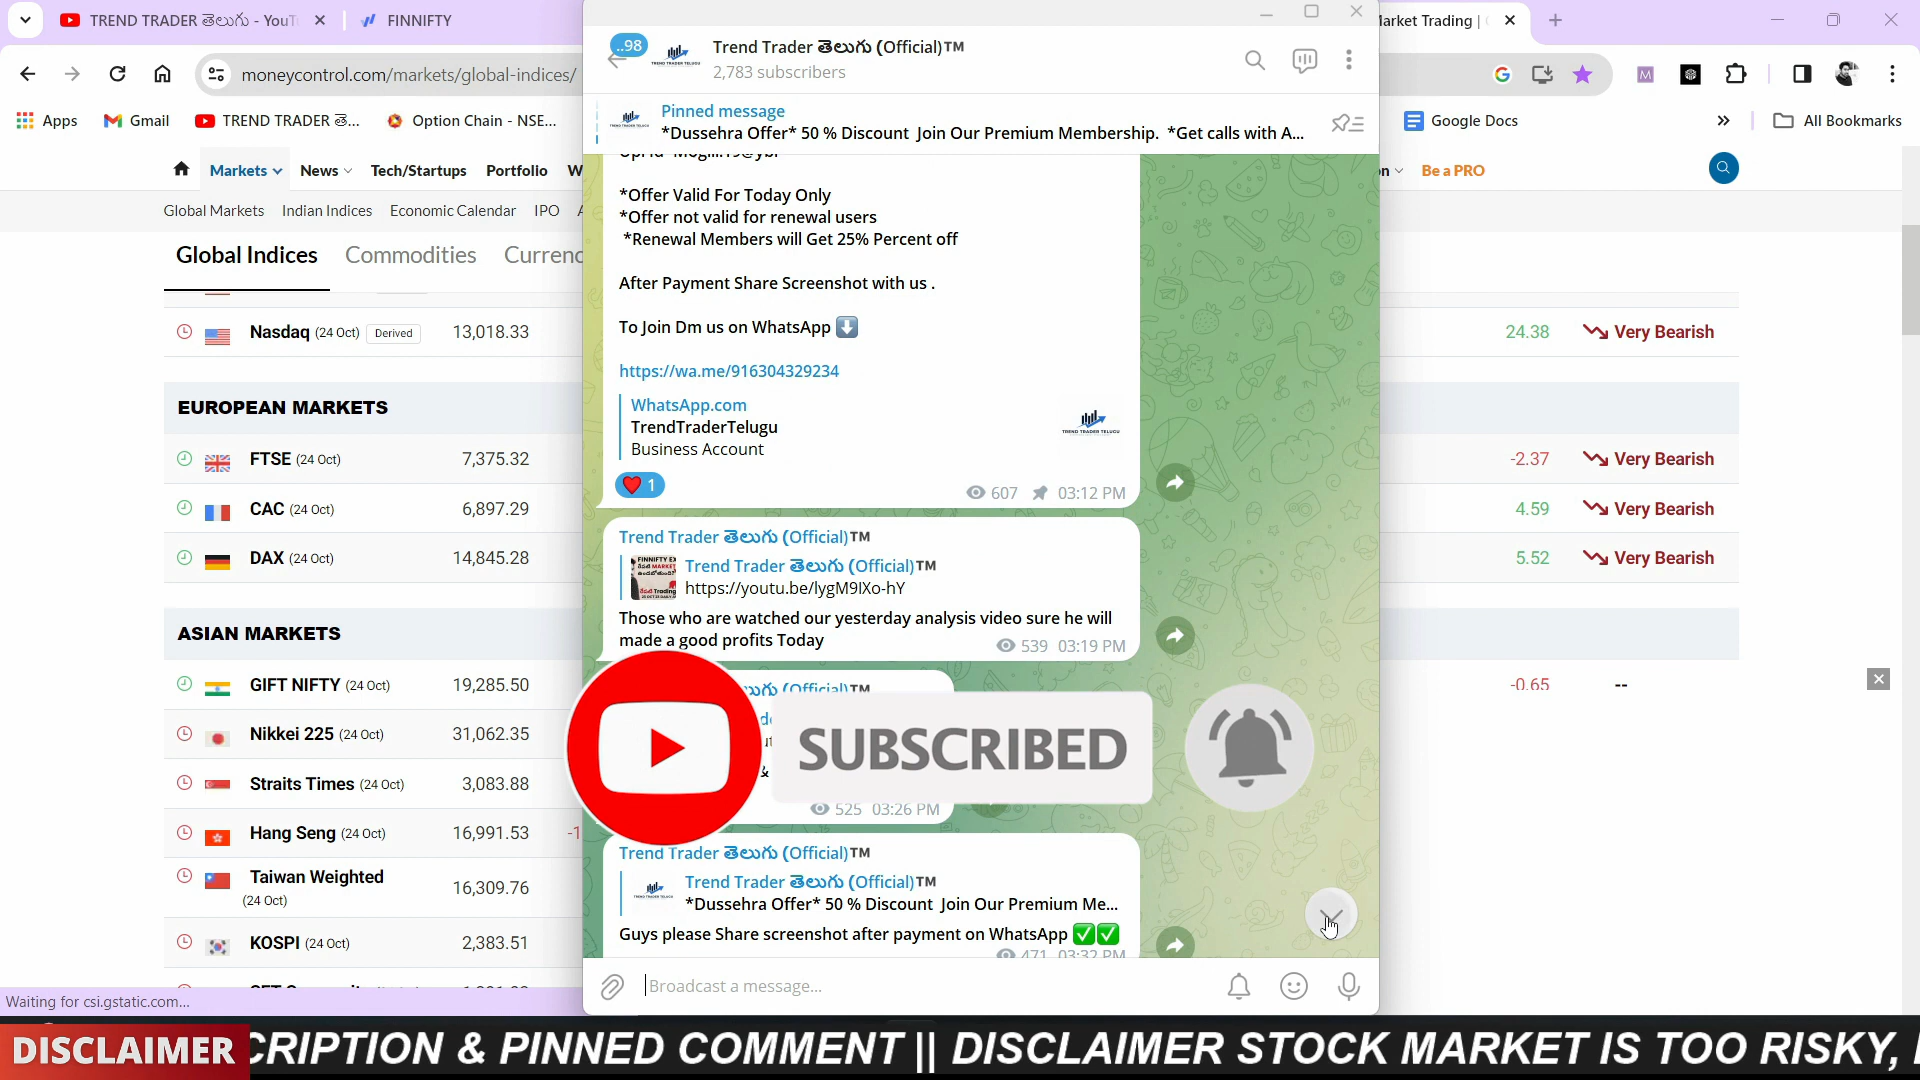 TREND TRADER తెలుగు - YouT
FINNIFTY
arket Trading |
moneycontrol.com/markets/global-indices/
Apps
Gmail
TREND TRADER తె...
Option Chain - NSE...
Google Docs
All Bookmarks
Markets
News
Tech/Startups
Portfolio
W
Be a PRO
Global Markets
Indian Indices
Economic Calendar
IPO
Global Indices
Commodities
Currenc
Nasdaq (24 Oct) Derived 13,018.33 24.38 Very Bearish
EUROPEAN MARKETS
FTSE (24 Oct) 7,375.32 -2.37 Very Bearish
CAC (24 Oct) 6,897.29 4.59 Very Bearish
DAX (24 Oct) 14,845.28 5.52 Very Bearish
ASIAN MARKETS
GIFT NIFTY (24 Oct) 19,285.50 -0.65 --
Nikkei 225 (24 Oct) 31,062.35
Straits Times (24 Oct) 3,083.88
Hang Seng (24 Oct) 16,991.53 -1
Taiwan Weighted
(24 Oct) 16,309.76
KOSPI (24 Oct) 2,383.51
Waiting for csi.gstatic.com...
..98
Trend Trader తెలుగు (Official)™
2,783 subscribers
Pinned message
*Dussehra Offer* 50 % Discount Join Our Premium Membership. *Get calls with A...
*Offer Valid For Today Only
*Offer not valid for renewal users
*Renewal Members will Get 25% Percent off
After Payment Share Screenshot with us .
To Join Dm us on WhatsApp ⬇️
https://wa.me/916304329234
WhatsApp.com
TrendTraderTelugu
Business Account
TREND TRADER TELUGU
1
607 03:12 PM
Trend Trader తెలుగు (Official)™
Trend Trader తెలుగు (Official)™
https://youtu.be/lygM9IXo-hY
Those who are watched our yesterday analysis video sure he will
made a good profits Today
539 03:19 PM
SUBSCRIBED
&
525 03:26 PM
Trend Trader తెలుగు (Official)™
Trend Trader తెలుగు (Official)™
*Dussehra Offer* 50 % Discount Join Our Premium Me...
Guys please Share screenshot after payment on WhatsApp ✅✅
471 03:32 PM
Broadcast a message...
DISCLAIMER
CRIPTION & PINNED COMMENT || DISCLAIMER STOCK MARKET IS TOO RISKY,